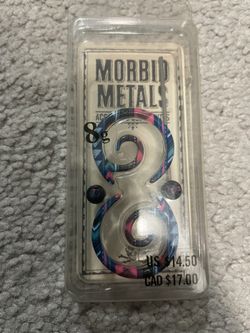 MORBID
METALS
8g
US $14.50
CAD $17.00